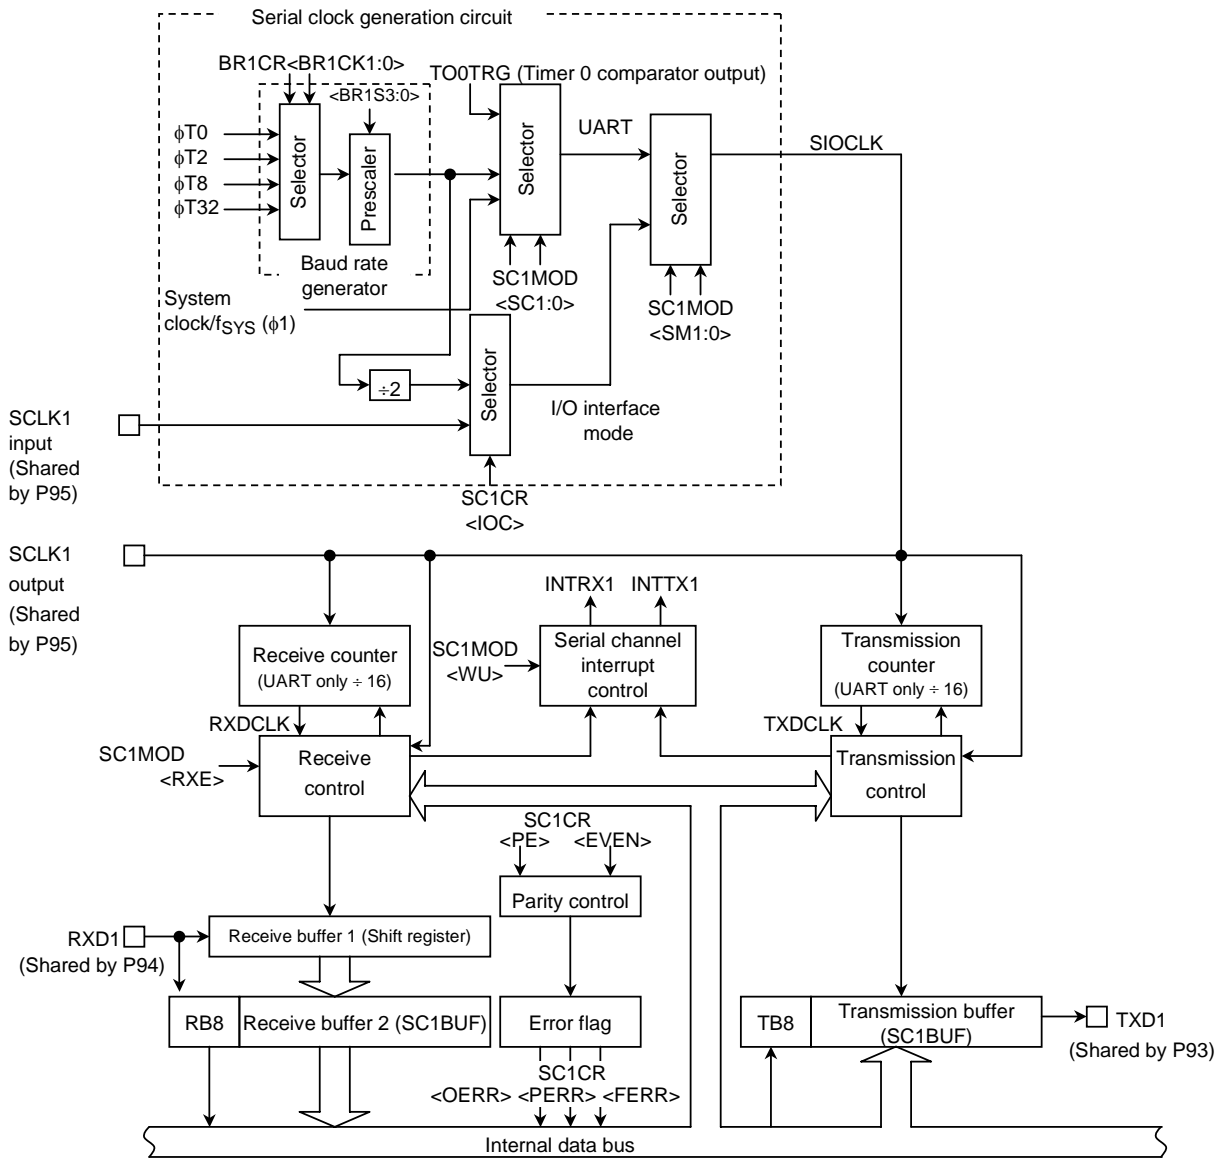 Serial clock generation circuit
BR1CR<BR1CK1:0>
TO0TRG (Timer 0 comparator output)
<BR1S3:0>
UART
SIOCLK
ϕT0
ϕT2
ϕT8
ϕT32
Selector
Prescaler
Selector
Selector
Baud rate
generator
SC1MOD
<SC1:0>
SC1MOD
<SM1:0>
System
clock/fSYS (ϕ1)
÷2
Selector
I/O interface
mode
SCLK1
input
(Shared
by P95)
SC1CR
<IOC>
SCLK1
output
(Shared
by P95)
INTRX1
INTTX1
Receive counter
(UART only ÷ 16)
SC1MOD
<WU>
Serial channel
interrupt
control
Transmission
counter
(UART only ÷ 16)
RXDCLK
TXDCLK
SC1MOD
<RXE>
Receive
control
Transmission
control
SC1CR
<PE>
<EVEN>
Parity control
RXD1
(Shared by P94)
Receive buffer 1 (Shift register)
RB8
Receive buffer 2 (SC1BUF)
Error flag
TB8
Transmission buffer
(SC1BUF)
TXD1
(Shared by P93)
SC1CR
<OERR>
<PERR>
<FERR>
Internal data bus